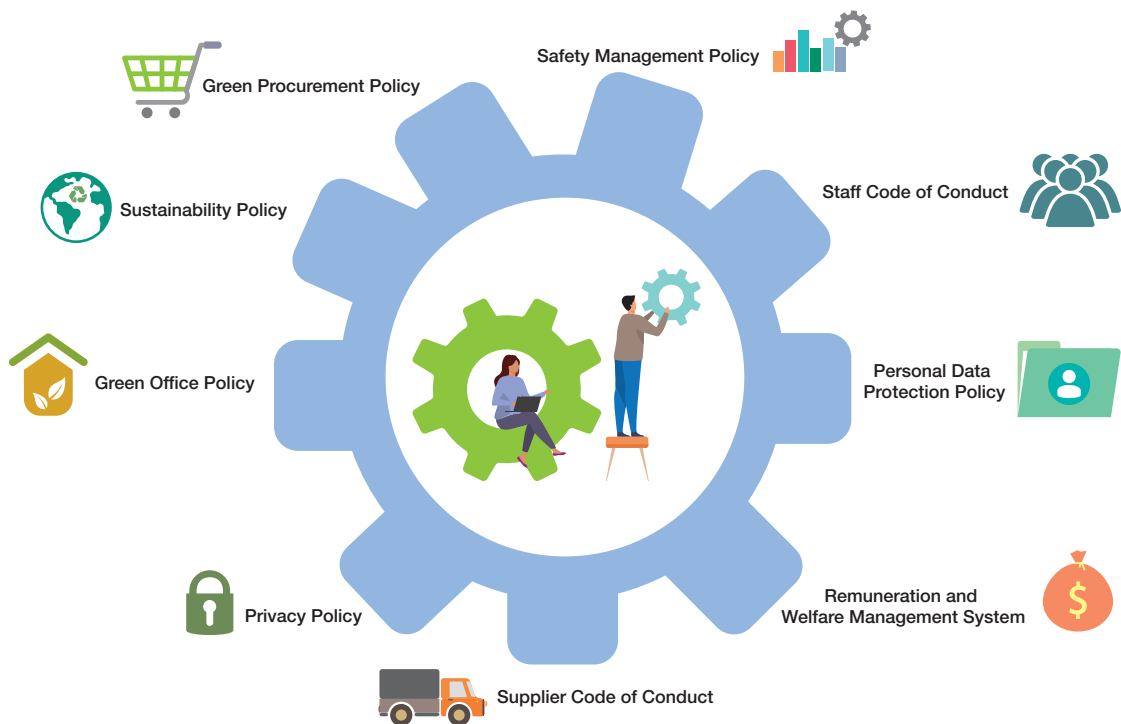 Safety Management Policy
Green Procurement Policy
Staff Code of Conduct
Sustainability Policy
Personal Data
Protection Policy
Green Office Policy
Remuneration and
Welfare Management System
Privacy Policy
Supplier Code of Conduct
$